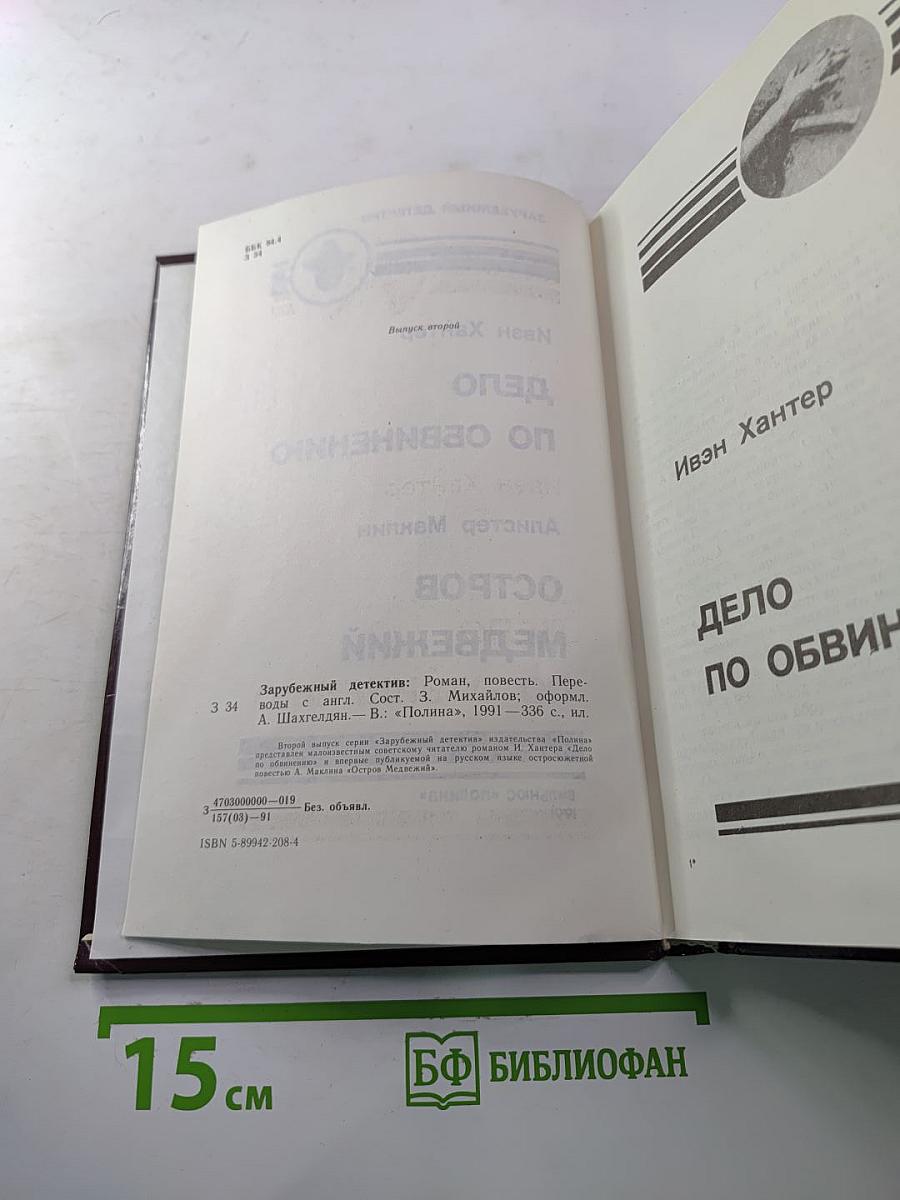 ББК 84.4
З 34
Выпуск второй
Зарубежный детектив: Роман, повесть. Пере-
З 34 воды с англ. Сост. З. Михайлов; оформл.
А. Шахгелдян.— В.: «Полина», 1991—336 с., ил.
Второй выпуск серии «Зарубежный детектив» издательства «Полина»
представлен малоизвестным советскому читателю романом И. Хантера «Дело
по обвинению» и впервые публикуемой на русском языке остросюжетной
повестью А. Маклина «Остров Медвежий».
З 4703000000—019 Без. объявл.
157(03)—91
ISBN 5-89942-208-4
Ивэн Хантер
ДЕЛО
ПО ОБВИН
1*
15 см
БФ БИБЛИОФАН